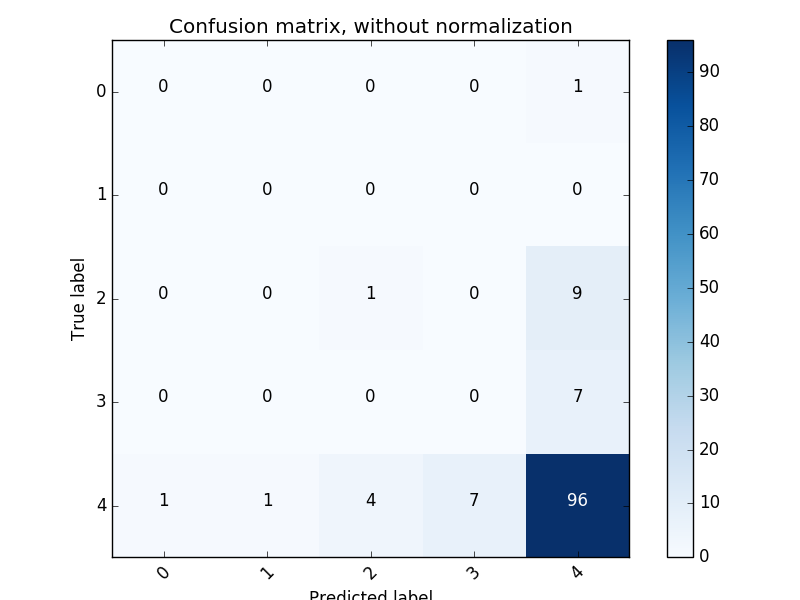 Confusion matrix, without normalization
0 0 0 0 0 1
1 0 0 0 0 0
2 0 0 1 0 9
3 0 0 0 0 7
4 1 1 4 7 96
0 1 2 3 4
True label
Predicted label
90
80
70
60
50
40
30
20
10
0